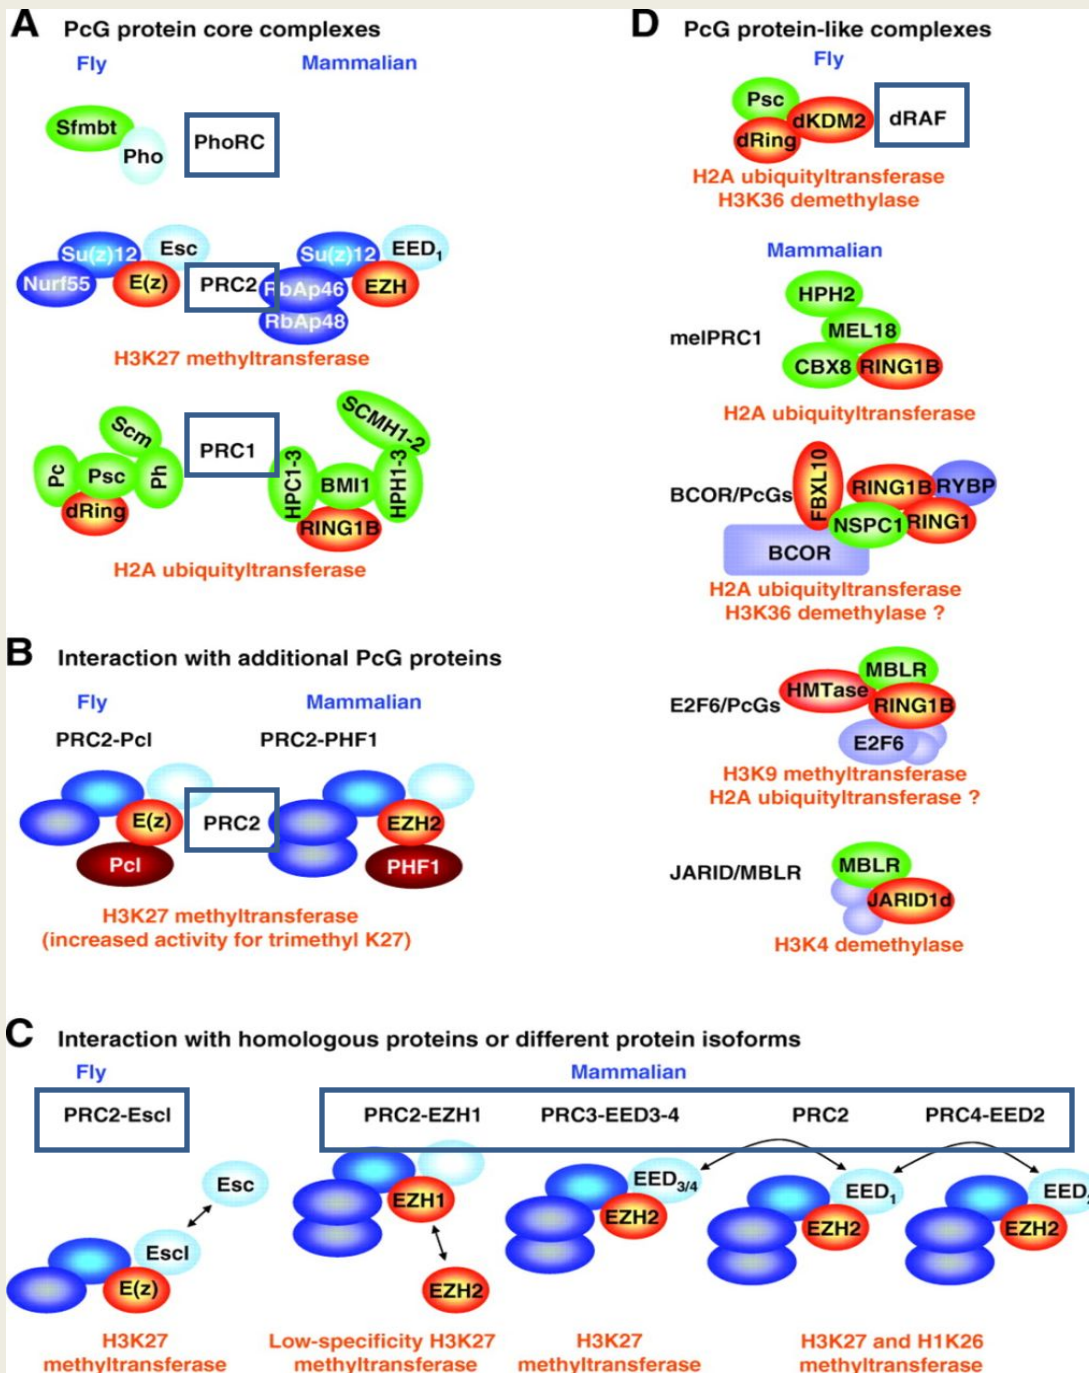 A PcG protein core complexes
Fly Mammalian
Sfmbt
Pho
PhoRC
Su(z)12 Esc
Nurf55 E(z)
PRC2
Su(z)12 EED1
RbAp46 EZH
RbAp48
H3K27 methyltransferase
Scm
Pc Psc Ph
dRing
PRC1
SCMH1-2
HPC1-3 BMI1 HPH1-3
RING1B
H2A ubiquityltransferase
B Interaction with additional PcG proteins
Fly Mammalian
PRC2-Pcl PRC2-PHF1
E(z) PRC2 EZH2
Pcl PHF1
H3K27 methyltransferase
(increased activity for trimethyl K27)
D PcG protein-like complexes
Fly
Psc
dKDM2 dRAF
dRing
H2A ubiquityltransferase
H3K36 demethylase
Mammalian
HPH2
melPRC1 MEL18
CBX8 RING1B
H2A ubiquityltransferase
BCOR/PcGs FBXL10 RING1B RYBP
NSPC1 RING1
BCOR
H2A ubiquityltransferase
H3K36 demethylase ?
MBLR
E2F6/PcGs HMTase RING1B
E2F6
H3K9 methyltransferase
H2A ubiquityltransferase ?
JARID/MBLR MBLR
JARID1d
H3K4 demethylase
C Interaction with homologous proteins or different protein isoforms
Fly Mammalian
PRC2-Escl PRC2-EZH1 PRC3-EED3-4 PRC2 PRC4-EED2
Esc
Escl
E(z)
EZH1
EZH2
EED3/4
EZH2
EED1
EZH2
EED2
EZH2
H3K27
methyltransferase
Low-specificity H3K27
methyltransferase
H3K27
methyltransferase
H3K27 and H1K26
methyltransferase